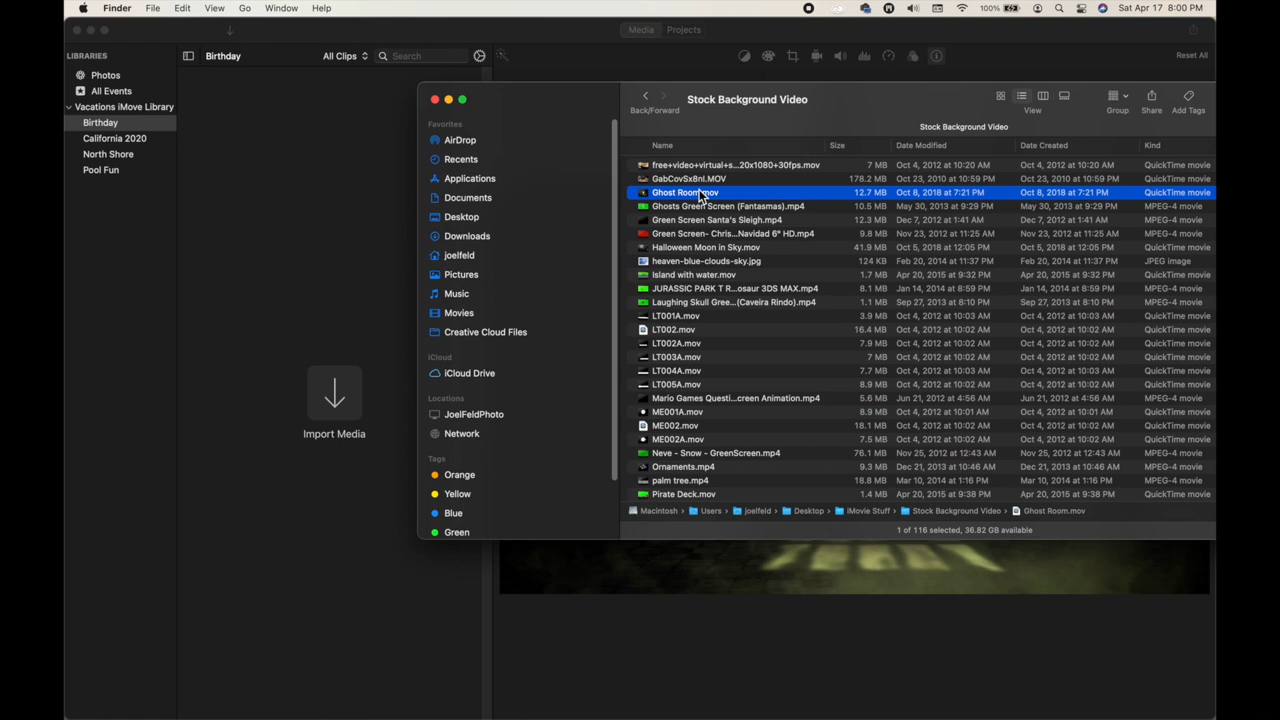 Finder File Edit View Go Window Help 100% Sat Apr 17 8:00 PM
Media Projects
LIBRARIES Birthday All Clips Search Reset All
Photos
All Events
Vacations iMove Library
Birthday
California 2020
North Shore
Pool Fun
Import Media
Favorites
AirDrop
Recents
Applications
Documents
Desktop
Downloads
joelfeld
Pictures
Music
Movies
Creative Cloud Files
iCloud
iCloud Drive
Locations
JoelFeldPhoto
Network
Tags
Orange
Yellow
Blue
Green
Stock Background Video
Back/Forward View Group Share Add Tags
Stock Background Video
Name Size Date Modified Date Created Kind
free+video+virtual+s...20x1080+30fps.mov 7 MB Oct 4, 2012 at 10:20 AM Oct 4, 2012 at 10:20 AM QuickTime movie
GabCovSx8nI.MOV 178.2 MB Oct 23, 2010 at 10:59 PM Oct 23, 2010 at 10:59 PM QuickTime movie
Ghost Room.mov 12.7 MB Oct 8, 2018 at 7:21 PM Oct 8, 2018 at 7:21 PM QuickTime movie
Ghosts Green Screen (Fantasmas).mp4 10.5 MB May 30, 2013 at 9:29 PM May 30, 2013 at 9:29 PM MPEG-4 movie
Green Screen Santa's Sleigh.mp4 12.3 MB Dec 7, 2012 at 1:41 AM Dec 7, 2012 at 1:41 AM MPEG-4 movie
Green Screen- Chris...Navidad 6ª HD.mp4 9.8 MB Nov 23, 2012 at 11:25 AM Nov 23, 2012 at 11:25 AM MPEG-4 movie
Halloween Moon in Sky.mov 41.9 MB Oct 5, 2018 at 12:05 PM Oct 5, 2018 at 12:05 PM QuickTime movie
heaven-blue-clouds-sky.jpg 124 KB Feb 20, 2014 at 11:37 PM Feb 20, 2014 at 11:37 PM JPEG image
Island with water.mov 1.7 MB Apr 20, 2015 at 9:32 PM Apr 20, 2015 at 9:32 PM QuickTime movie
JURASSIC PARK T R...osaur 3DS MAX.mp4 8.1 MB Jan 14, 2014 at 8:59 PM Jan 14, 2014 at 8:59 PM MPEG-4 movie
Laughing Skull Gree...(Caveira Rindo).mp4 1.1 MB Sep 27, 2013 at 8:10 PM Sep 27, 2013 at 8:10 PM MPEG-4 movie
LT001A.mov 3.9 MB Oct 4, 2012 at 10:03 AM Oct 4, 2012 at 10:03 AM QuickTime movie
LT002.mov 16.4 MB Oct 4, 2012 at 10:02 AM Oct 4, 2012 at 10:02 AM QuickTime movie
LT002A.mov 7.9 MB Oct 4, 2012 at 10:02 AM Oct 4, 2012 at 10:02 AM QuickTime movie
LT003A.mov 7 MB Oct 4, 2012 at 10:02 AM Oct 4, 2012 at 10:02 AM QuickTime movie
LT004A.mov 7.7 MB Oct 4, 2012 at 10:03 AM Oct 4, 2012 at 10:03 AM QuickTime movie
LT005A.mov 8.9 MB Oct 4, 2012 at 10:02 AM Oct 4, 2012 at 10:02 AM QuickTime movie
Mario Games Questi...creen Animation.mp4 5.6 MB Jun 21, 2012 at 4:56 AM Jun 21, 2012 at 4:56 AM MPEG-4 movie
ME001A.mov 8.9 MB Oct 4, 2012 at 10:01 AM Oct 4, 2012 at 10:01 AM QuickTime movie
ME002.mov 18.1 MB Oct 4, 2012 at 10:02 AM Oct 4, 2012 at 10:02 AM QuickTime movie
ME002A.mov 7.5 MB Oct 4, 2012 at 10:02 AM Oct 4, 2012 at 10:02 AM QuickTime movie
Neve - Snow - GreenScreen.mp4 76.1 MB Nov 25, 2012 at 12:43 AM Nov 25, 2012 at 12:43 AM MPEG-4 movie
Ornaments.mp4 9.3 MB Dec 21, 2013 at 10:46 AM Dec 21, 2013 at 10:46 AM MPEG-4 movie
palm tree.mp4 18.8 MB Mar 10, 2014 at 1:16 PM Mar 10, 2014 at 1:16 PM MPEG-4 movie
Pirate Deck.mov 1.4 MB Apr 20, 2015 at 9:38 PM Apr 20, 2015 at 9:38 PM QuickTime movie
Macintosh › Users › joelfeld › Desktop › iMovie Stuff › Stock Background Video › Ghost Room.mov
1 of 116 selected, 36.82 GB available